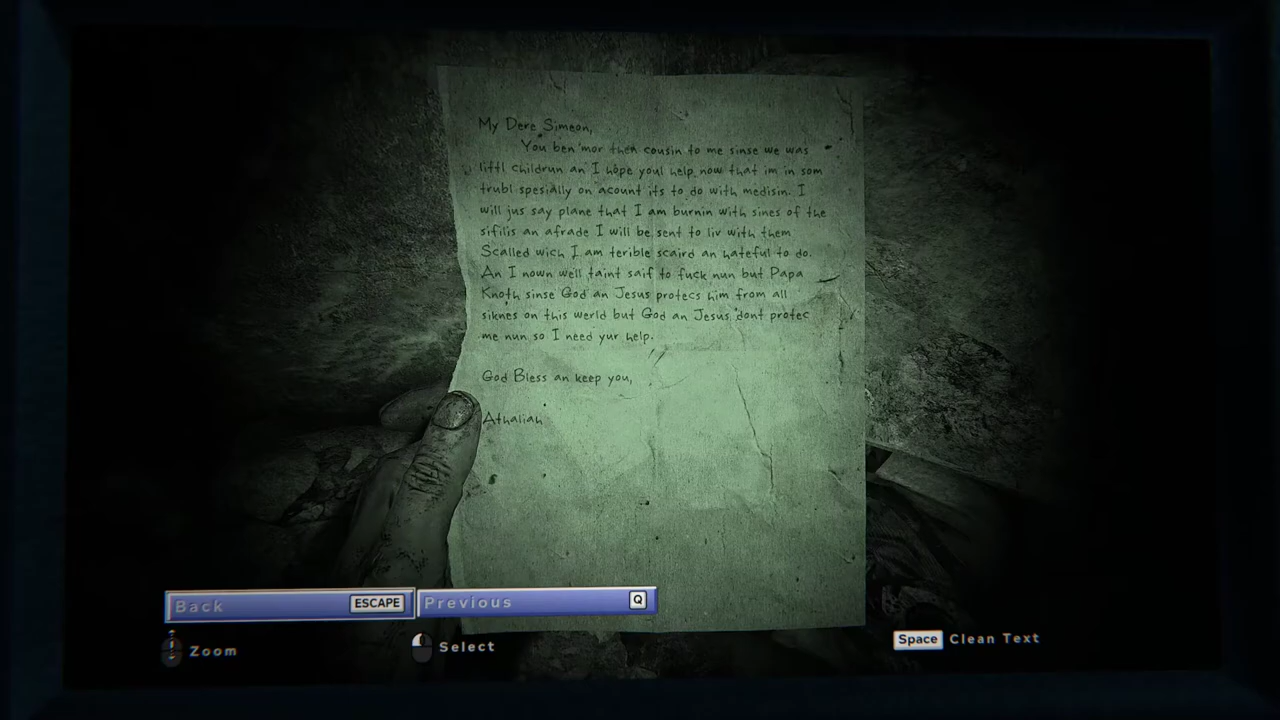 My Dere Simeon,
You ben mor then cousin to me sinse we was
littl childrun an I hope youl help now that im in som
trubl spesially on acount its to do with medisin. I
will jus say plane that I am burnin with sines of the
sifilis an afrade I will be sent to liv with them
Scalled wich I am terible scaird an hateful to do.
An I nown well taint saif to fuck nun but Papa
Knoth sinse God an Jesus protecs him from all
siknes on this werld but God an Jesus dont protec
me nun so I need yur help.
God Bless an keep you,
Athaliah
Back ESCAPE Previous Q
Zoom Select Space Clean Text